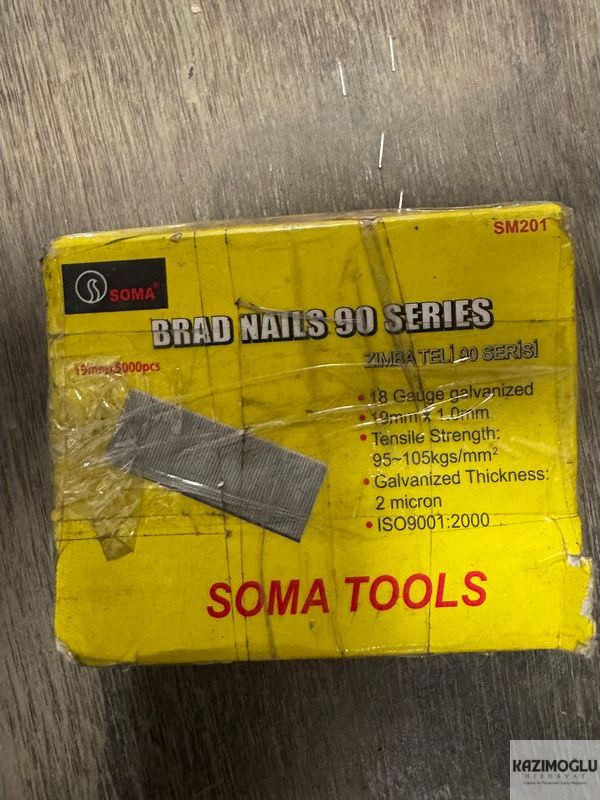 SM201
SOMA®
BRAD NAILS 90 SERIES
ZIMBA TELİ 90 SERİSİ
19mm 5000pcs
• 18 Gauge galvanized
• 19mm x 1.0mm
• Tensile Strength:
95~105kgs/mm²
• Galvanized Thickness:
2 micron
• ISO9001:2000
SOMA TOOLS
KAZIMOGLU
HIRDAVAT